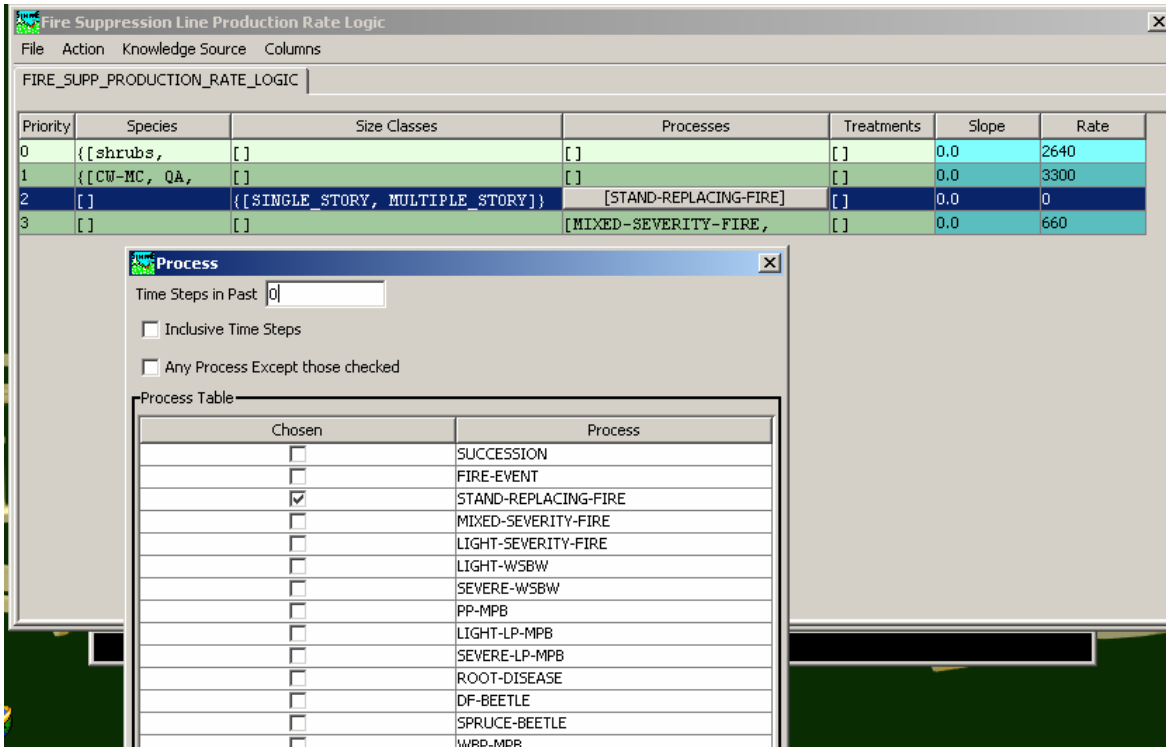 Fire Suppression Line Production Rate Logic
File Action Knowledge Source Columns
FIRE_SUPP_PRODUCTION_RATE_LOGIC
Priority Species Size Classes Processes Treatments Slope Rate
0 {[shrubs, [] [] [] 0.0 2640
1 {[CW-MC, QA, [] [] [] 0.0 3300
2 [] {[SINGLE_STORY, MULTIPLE_STORY]} [STAND-REPLACING-FIRE] [] 0.0 0
3 [] [] [MIXED-SEVERITY-FIRE, [] 0.0 660
Process
Time Steps in Past 0
Inclusive Time Steps
Any Process Except those checked
Process Table
Chosen Process
SUCCESSION
FIRE-EVENT
STAND-REPLACING-FIRE
MIXED-SEVERITY-FIRE
LIGHT-SEVERITY-FIRE
LIGHT-WSBW
SEVERE-WSBW
PP-MPB
LIGHT-LP-MPB
SEVERE-LP-MPB
ROOT-DISEASE
DF-BEETLE
SPRUCE-BEETLE
WBP-MPB